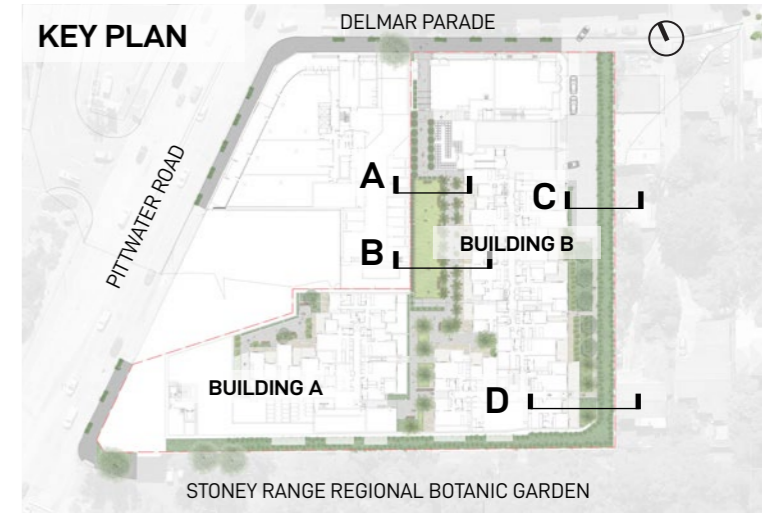 KEY PLAN
DELMAR PARADE
PITTWATER ROAD
A
C
B
BUILDING B
BUILDING A
D
STONEY RANGE REGIONAL BOTANIC GARDEN